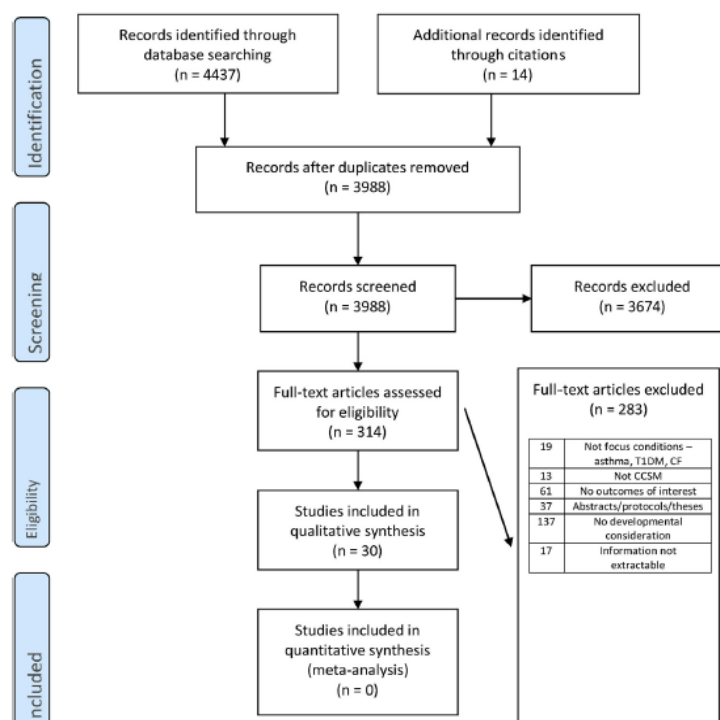 Identification
Records identified through
database searching
(n = 4437)
Additional records identified
through citations
(n = 14)
Records after duplicates removed
(n = 3988)
Screening
Records screened
(n = 3988)
Records excluded
(n = 3674)
Eligibility
Full-text articles assessed
for eligibility
(n = 314)
Full-text articles excluded
(n = 283)
19 Not focus conditions –
asthma, T1DM, CF
13 Not CCSM
61 No outcomes of interest
37 Abstracts/protocols/theses
137 No developmental
consideration
17 Information not
extractable
Studies included in
qualitative synthesis
(n = 30)
ncluded
Studies included in
quantitative synthesis
(meta-analysis)
(n = 0)